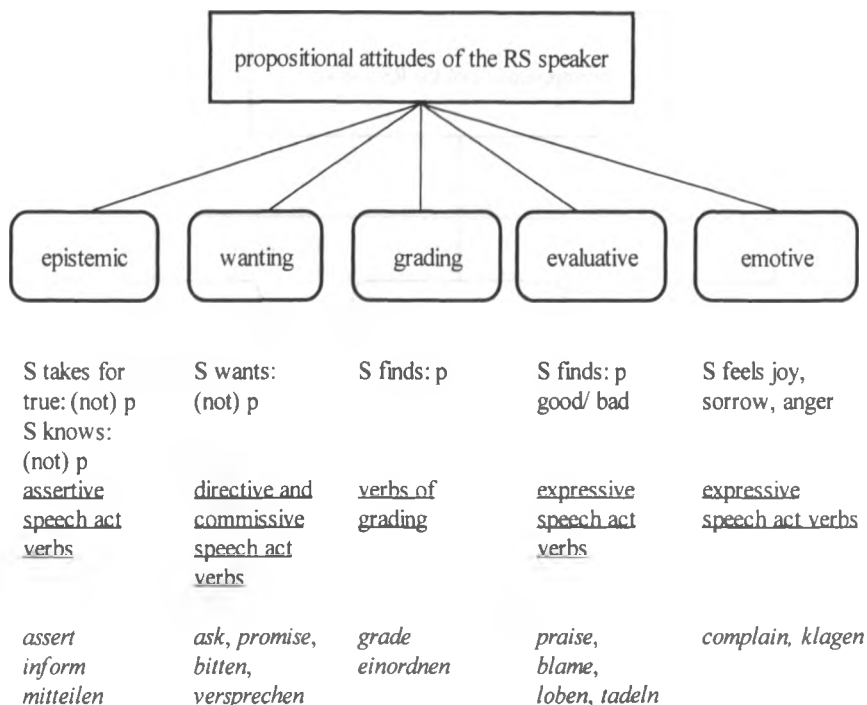 propositional attitudes of the RS speaker
epistemic
wanting
grading
evaluative
emotive
S takes for
true: (not) p
S knows:
(not) p
assertive
speech act
verbs
assert
inform
mitteilen
S wants:
(not) p
directive and
commissive
speech act
verbs
ask, promise,
bitten,
versprechen
S finds: p
verbs of
grading
grade
einordnen
S finds: p
good/ bad
expressive
speech act
verbs
praise,
blame,
loben, tadeln
S feels joy,
sorrow, anger
expressive
speech act verbs
complain, klagen